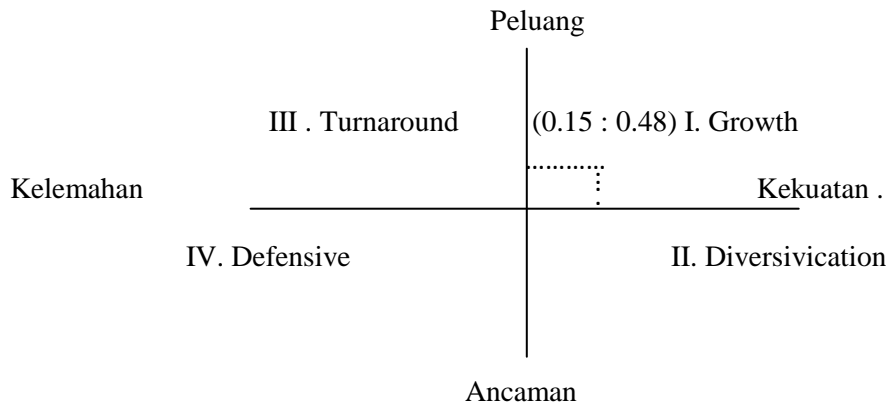 Peluang
III . Turnaround (0.15 : 0.48) I. Growth
Kelemahan Kekuatan .
IV. Defensive II. Diversivication
Ancaman